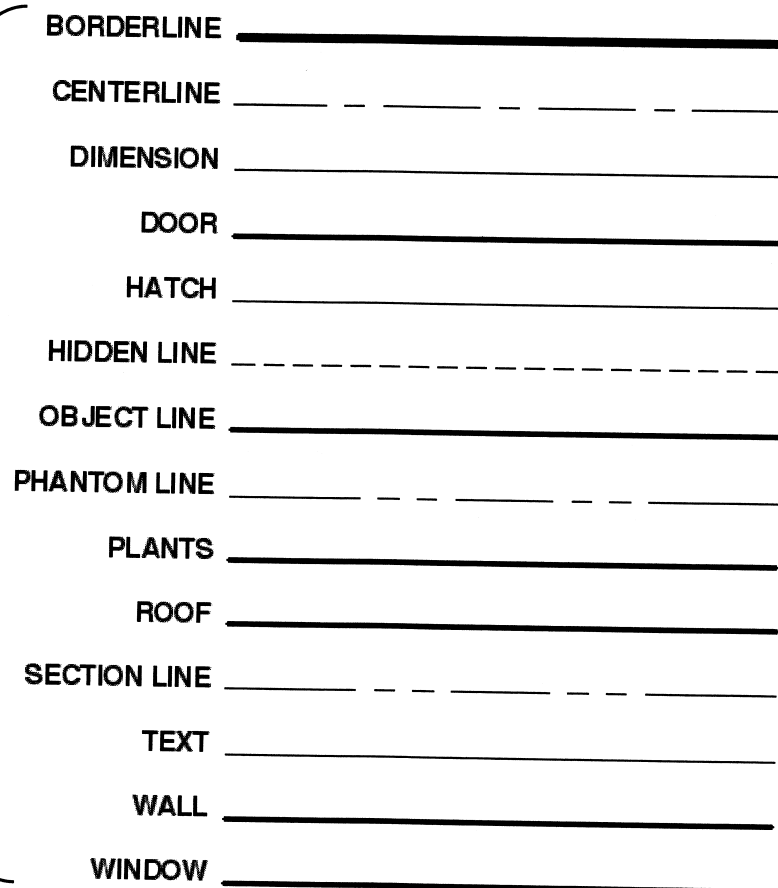 BORDERLINE
CENTERLINE
DIMENSION
DOOR
HATCH
HIDDEN LINE
OBJECT LINE
PHANTOM LINE
PLANTS
ROOF
SECTION LINE
TEXT
WALL
WINDOW